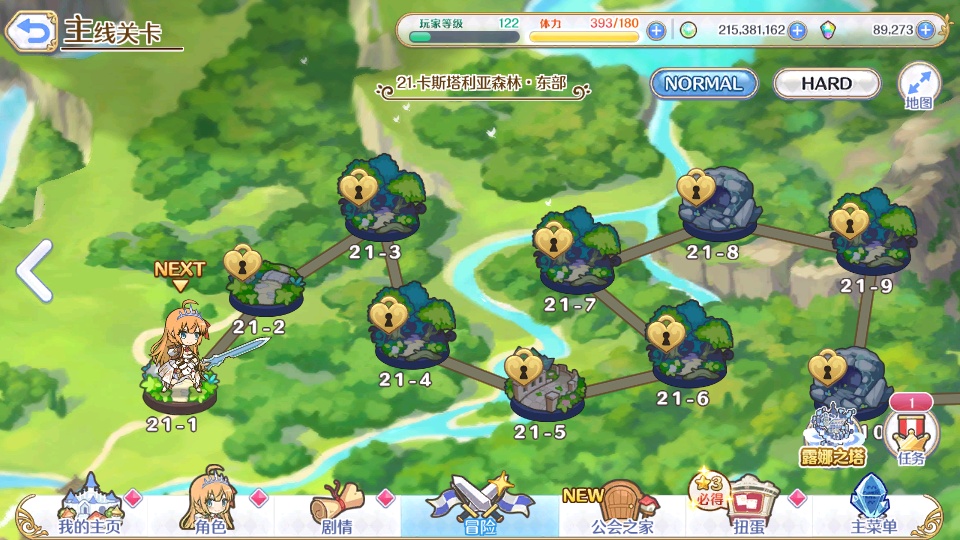 主线关卡
玩家等级 122
体力 393/180
215,381,162
89,273
21.卡斯塔利亚森林·东部
NORMAL
HARD
地图
NEXT
21-1
21-2
21-3
21-4
21-5
21-6
21-7
21-8
21-9
10
露娜之塔
1
任务
我的主页
角色
剧情
冒险
NEW
公会之家
★3
必得
扭蛋
主菜单